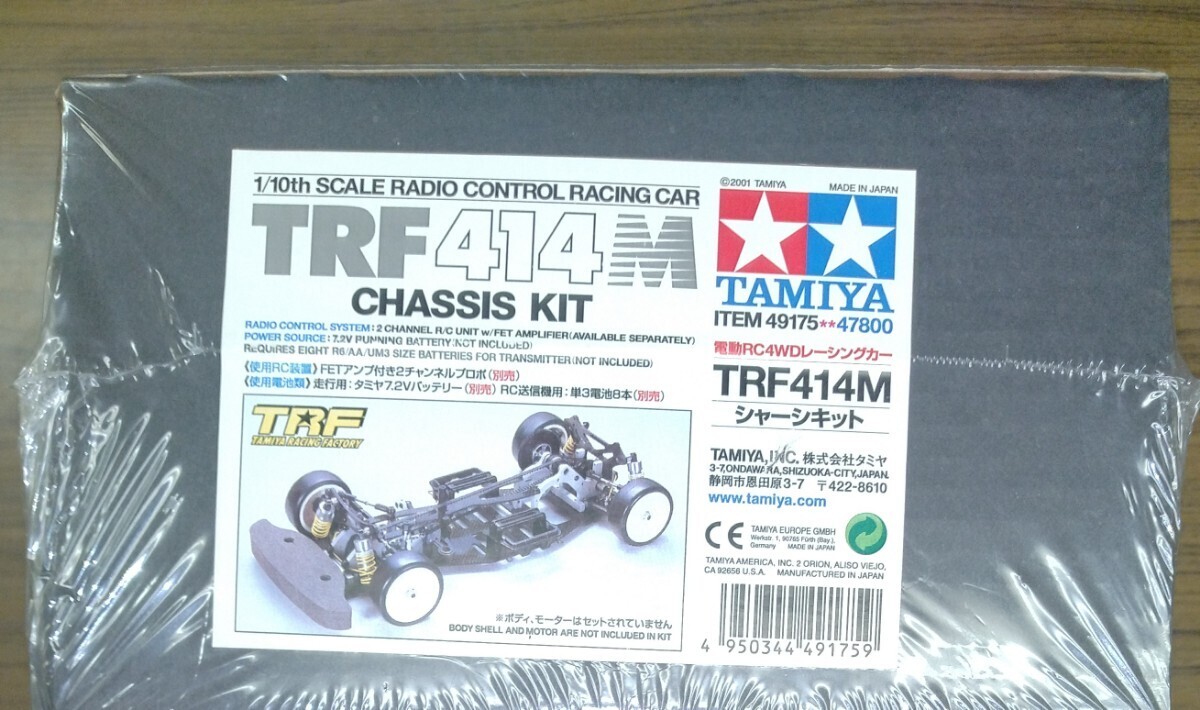 1/10th SCALE RADIO CONTROL RACING CAR
TRF414M
CHASSIS KIT
RADIO CONTROL SYSTEM:2 CHANNEL R/C UNIT w/FET AMPLIFIER(AVAILABLE SEPARATELY)
POWER SOURCE:7.2V RUNNING BATTERY(NOT INCLUDED)
REQUIRES EIGHT R6/AA/UM3 SIZE BATTERIES FOR TRANSMITTER(NOT INCLUDED)
《使用RC装置》FETアンプ付き2チャンネルプロポ(別売)
《使用電池類》走行用:タミヤ7.2Vバッテリー(別売) RC送信機用:単3電池8本(別売)
TRF
TAMIYA RACING FACTORY
※ボディ、モーターはセットされていません
BODY SHELL AND MOTOR ARE NOT INCLUDED IN KIT
©2001 TAMIYA MADE IN JAPAN
TAMIYA
ITEM 49175**47800
電動RC4WDレーシングカー
TRF414M
シャーシキット
TAMIYA,INC. 株式会社タミヤ
3-7,ONDAWARA,SHIZUOKA-CITY,JAPAN.
静岡市恩田原3-7 〒422-8610
www.tamiya.com
CE
TAMIYA EUROPE GMBH
Werkstr. 1, 90765 Fürth (Bay.),
Germany MADE IN JAPAN
TAMIYA AMERICA, INC. 2 ORION, ALISO VIEJO,
CA 92656 U.S.A. MANUFACTURED IN JAPAN
4 950344 491759